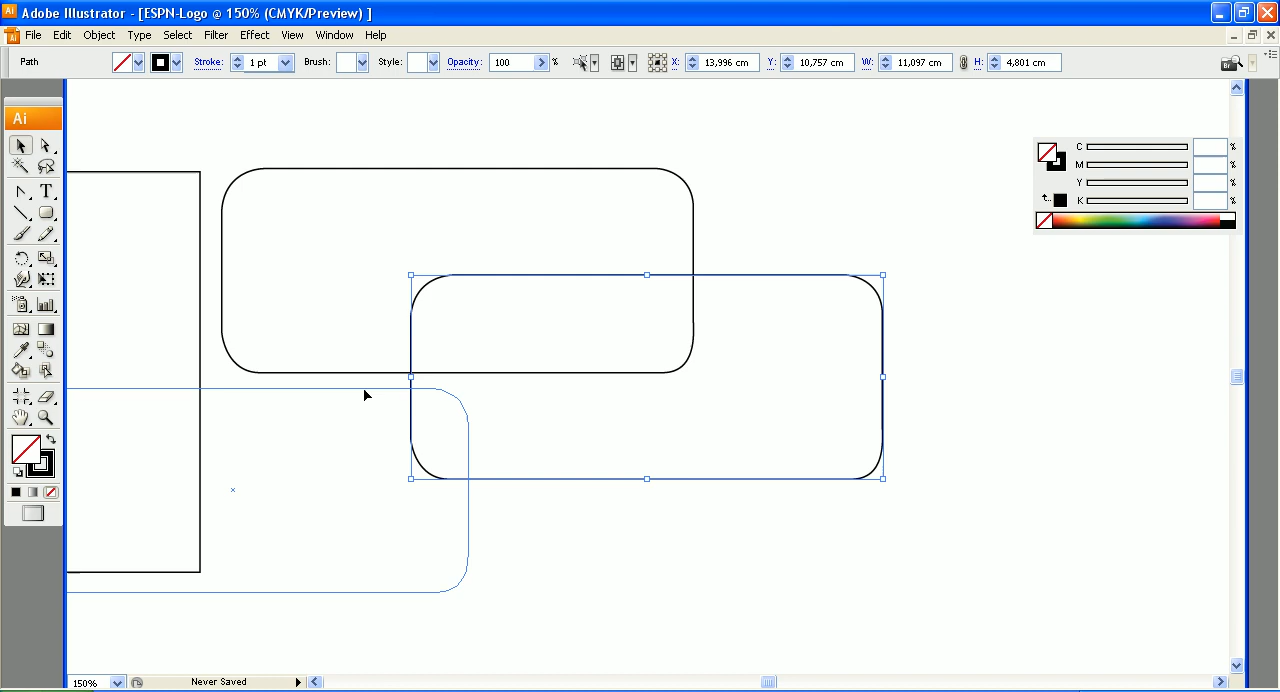 Adobe Illustrator - [ESPN-Logo @ 150% (CMYK/Preview) ]
File Edit Object Type Select Filter Effect View Window Help
Path Stroke: 1 pt Brush: Style: Opacity: 100 % X: 13,996 cm Y: 10,757 cm W: 11,097 cm H: 4,801 cm
Ai
C %
M %
Y %
K %
T
150% Never Saved